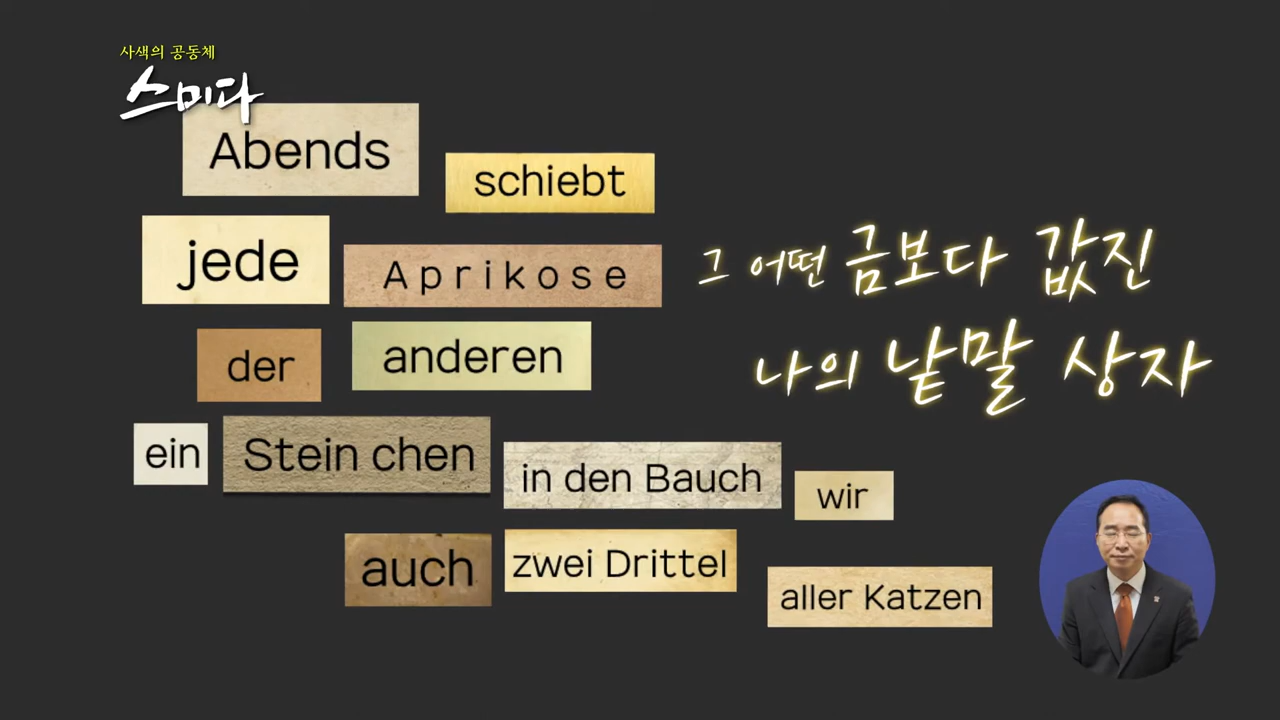 사색의 공동체
스미다
Abends schiebt
jede Aprikose
der anderen
ein Stein chen in den Bauch wir
auch zwei Drittel aller Katzen
그 어떤 금보다 값진
나의 낱말 상자